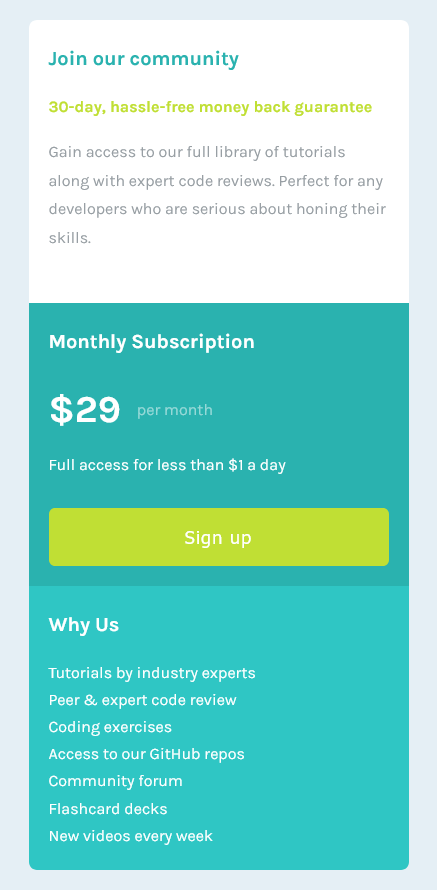 Join our community
30-day, hassle-free money back guarantee
Gain access to our full library of tutorials
along with expert code reviews. Perfect for any
developers who are serious about honing their
skills.
Monthly Subscription
$29 per month
Full access for less than $1 a day
Sign up
Why Us
Tutorials by industry experts
Peer & expert code review
Coding exercises
Access to our GitHub repos
Community forum
Flashcard decks
New videos every week